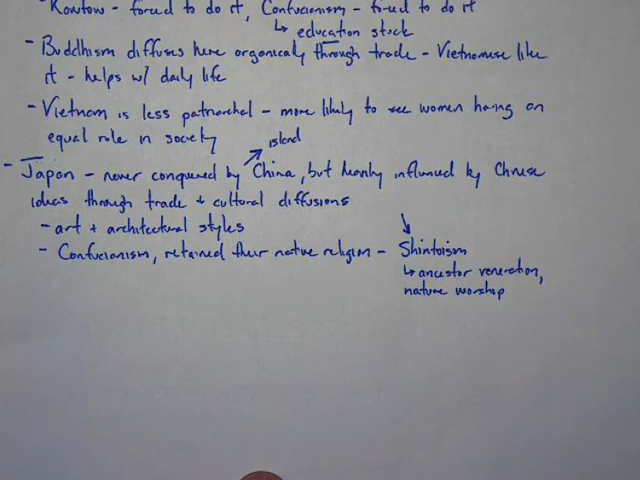 Kowtow - forced to do it, Confucianism - forced to do it
↳ education stuck
- Buddhism diffuses here organically through trade - Vietnamese like
it - helps w/ daily life
- Vietnam is less patriarchal - more likely to see women having an
equal role in society
island
- Japan - never conquered by China, but heavily influenced by Chinese
ideas through trade + cultural diffusions
- art + architectural styles
- Confucianism, retained their native religion - Shintoism
↳ ancestor veneration,
nature worship